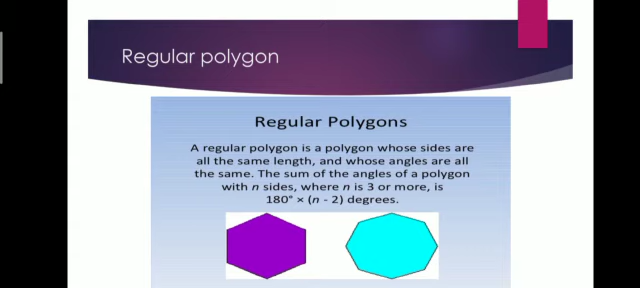 Regular polygon
Regular Polygons
A regular polygon is a polygon whose sides are
all the same length, and whose angles are all
the same. The sum of the angles of a polygon
with n sides, where n is 3 or more, is
180° × (n - 2) degrees.